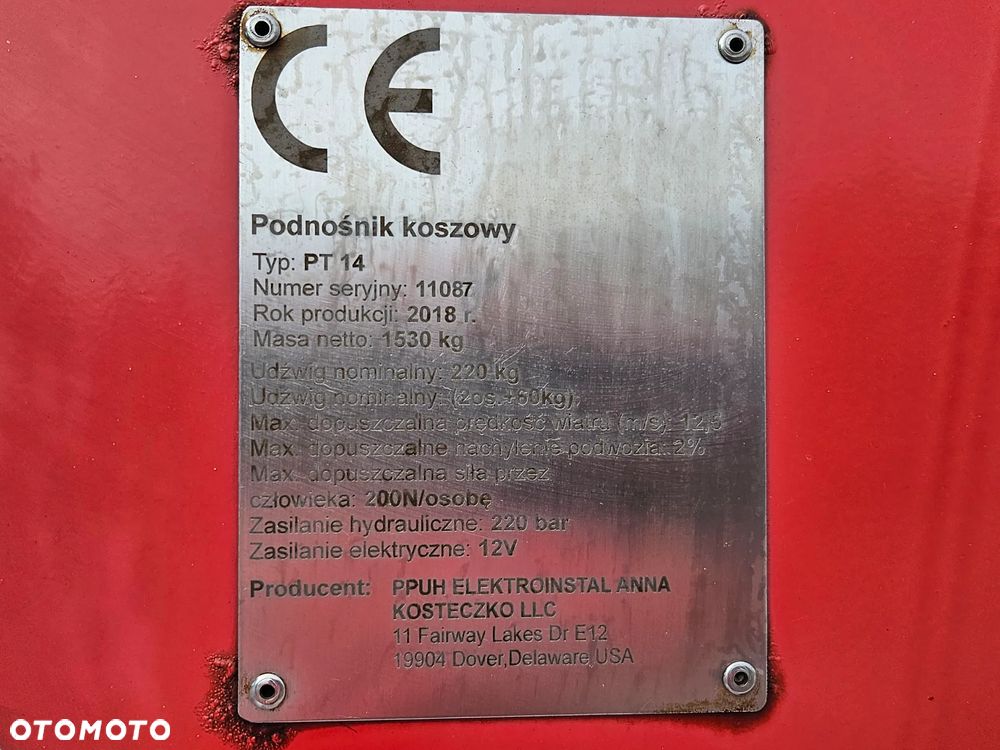 CE
Podnośnik koszowy
Typ: PT 14
Numer seryjny: 11087
Rok produkcji: 2018 r.
Masa netto: 1530 kg
Udźwig nominalny: 220 kg
Udźwig nominalny: (2os.+60kg)
Max. dopuszczalna prędkość wiatru (m/s): 12,5
Max. dopuszczalne nachylenie podwozia: 2%
Max. dopuszczalna siła przez
człowieka: 200N/osobę
Zasilanie hydrauliczne: 220 bar
Zasilanie elektryczne: 12V
Producent: PPUH ELEKTROINSTAL ANNA
KOSTECZKO LLC
11 Fairway Lakes Dr E12
19904 Dover,Delaware,USA
OTOMOTO